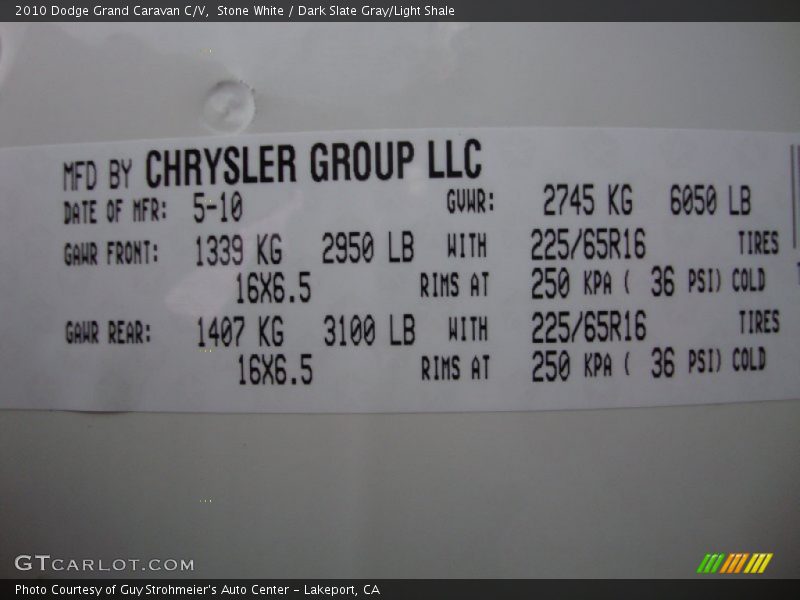 2010 Dodge Grand Caravan C/V, Stone White / Dark Slate Gray/Light Shale
MFD BY CHRYSLER GROUP LLC
DATE OF MFR: 5-10 GVWR: 2745 KG 6050 LB
GAWR FRONT: 1339 KG 2950 LB WITH 225/65R16 TIRES
16X6.5 RIMS AT 250 KPA ( 36 PSI) COLD
GAWR REAR: 1407 KG 3100 LB WITH 225/65R16 TIRES
16X6.5 RIMS AT 250 KPA ( 36 PSI) COLD
GTCARLOT.COM
Photo Courtesy of Guy Strohmeier's Auto Center – Lakeport, CA